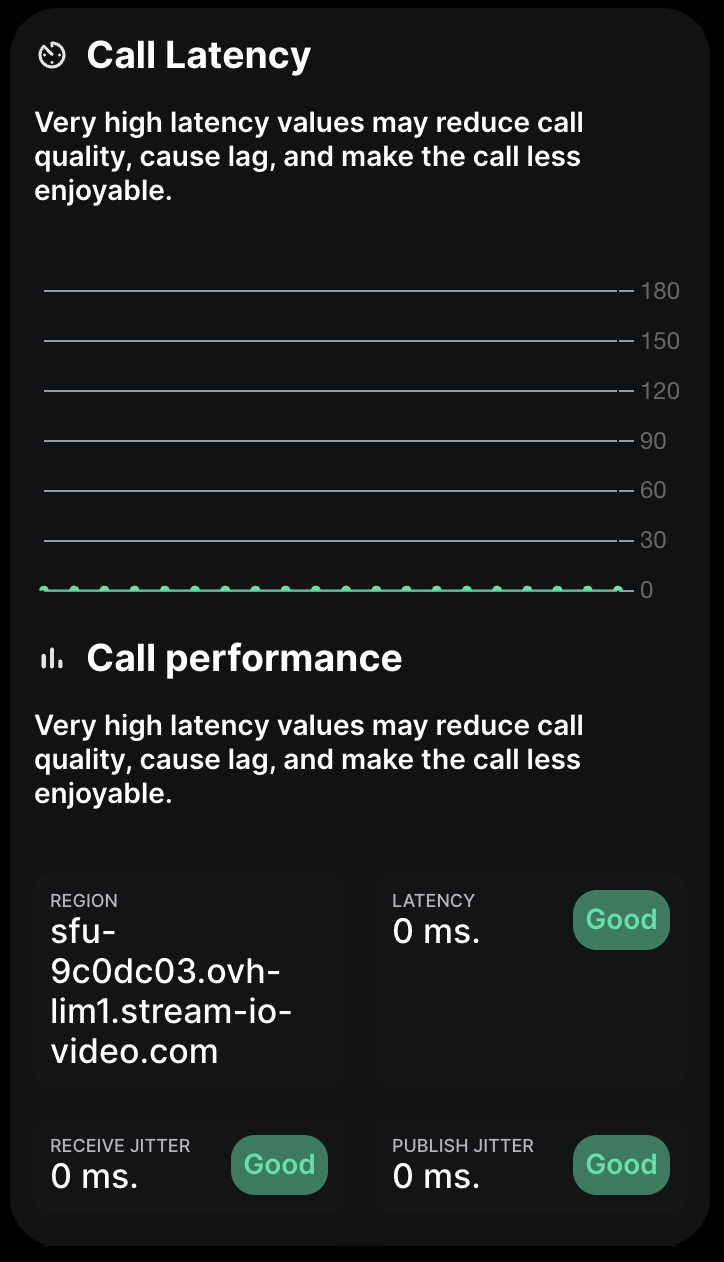 Call Latency
Very high latency values may reduce call
quality, cause lag, and make the call less
enjoyable.
180
150
120
90
60
30
0
Call performance
Very high latency values may reduce call
quality, cause lag, and make the call less
enjoyable.
REGION
sfu-
9c0dc03.ovh-
lim1.stream-io-
video.com
LATENCY
0 ms.
Good
RECEIVE JITTER
0 ms.
Good
PUBLISH JITTER
0 ms.
Good